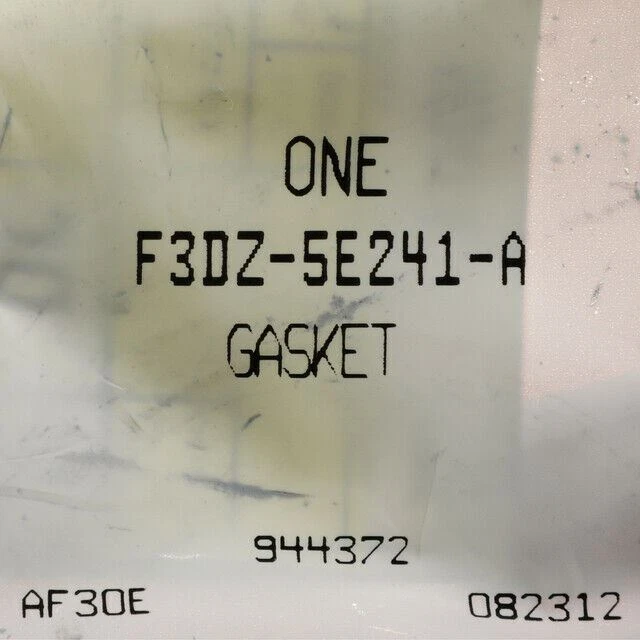 ONE
F3DZ-5E241-A
GASKET
944372
AF30E 082312